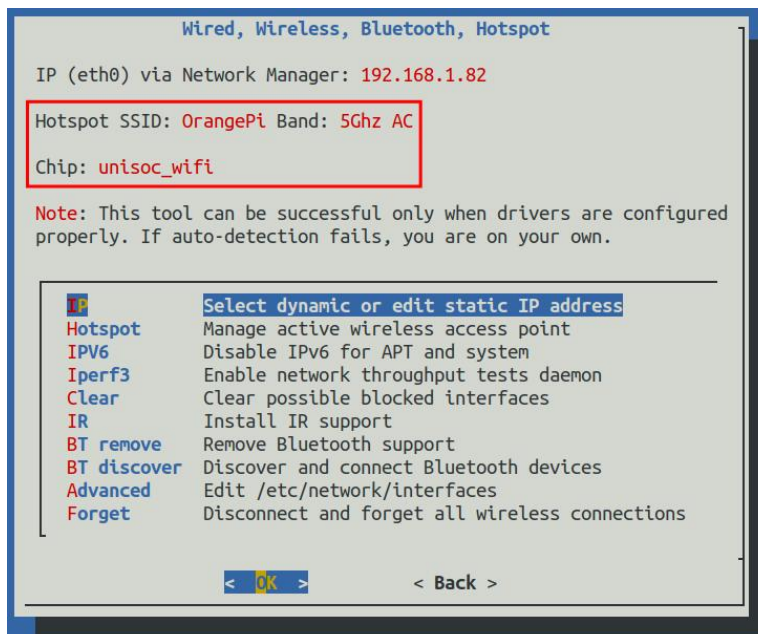 Wired, Wireless, Bluetooth, Hotspot
IP (eth0) via Network Manager: 192.168.1.82
Hotspot SSID: OrangePi Band: 5Ghz AC
Chip: unisoc_wifi
Note: This tool can be successful only when drivers are configured
properly. If auto-detection fails, you are on your own.
IP Select dynamic or edit static IP address
Hotspot Manage active wireless access point
IPV6 Disable IPv6 for APT and system
Iperf3 Enable network throughput tests daemon
Clear Clear possible blocked interfaces
IR Install IR support
BT remove Remove Bluetooth support
BT discover Discover and connect Bluetooth devices
Advanced Edit /etc/network/interfaces
Forget Disconnect and forget all wireless connections
< OK > < Back >